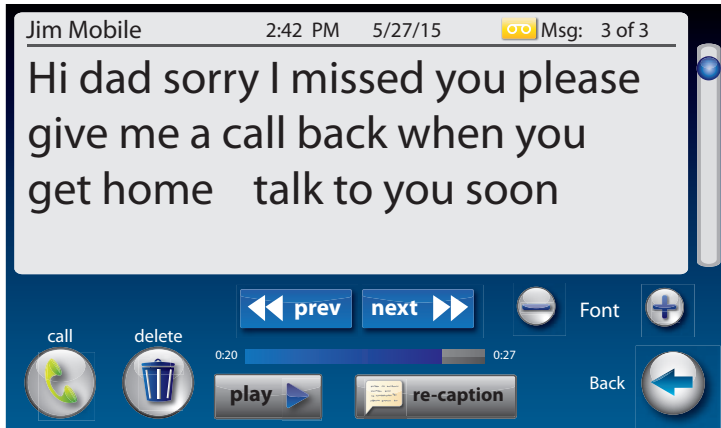 Jim Mobile 2:42 PM 5/27/15 Msg: 3 of 3
Hi dad sorry I missed you please
give me a call back when you
get home talk to you soon
prev next Font
call delete
0:20 0:27
play re-caption Back